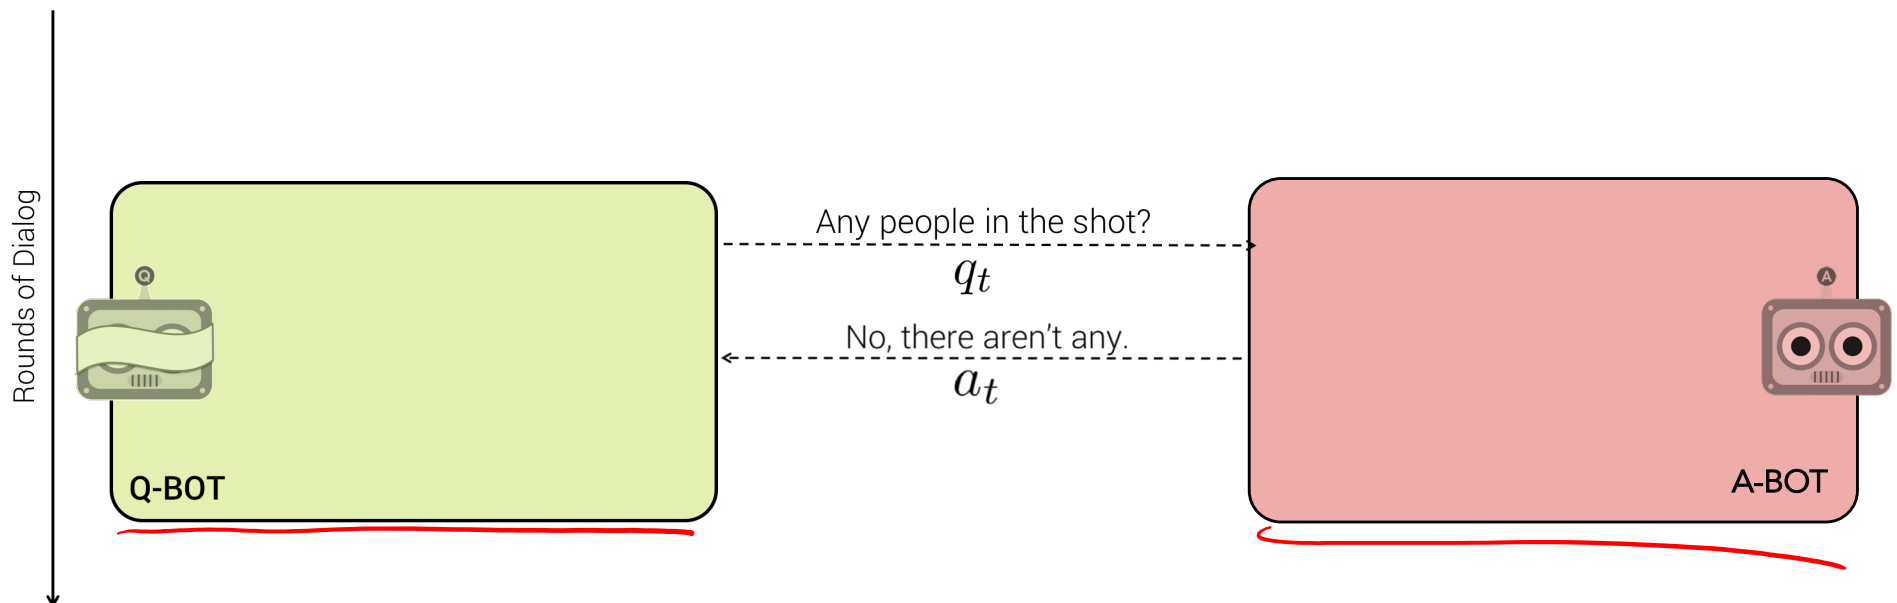 Rounds of Dialog
Any people in the shot?
q_t
No, there aren't any.
a_t
Q
Q-BOT
A
A-BOT